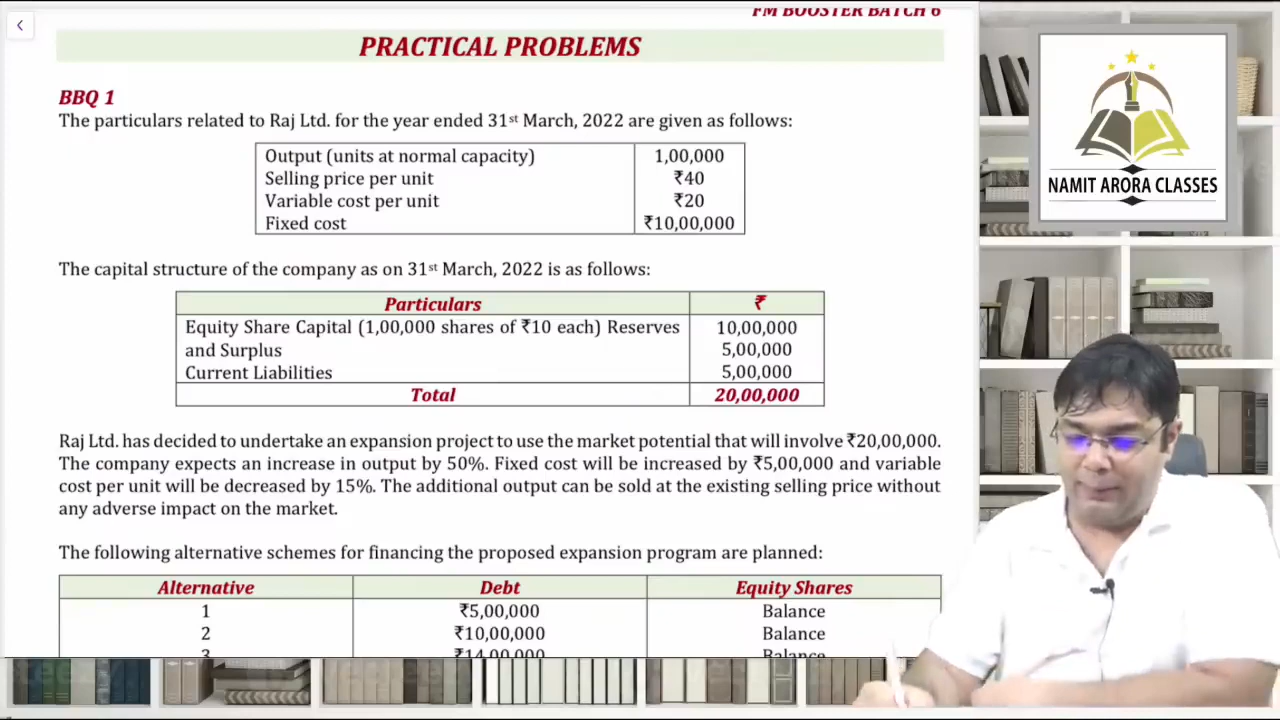 FM BOOSTER BATCH 6
PRACTICAL PROBLEMS
BBQ 1
The particulars related to Raj Ltd. for the year ended 31st March, 2022 are given as follows:
Output (units at normal capacity) 1,00,000
Selling price per unit ₹40
Variable cost per unit ₹20
Fixed cost ₹10,00,000
The capital structure of the company as on 31st March, 2022 is as follows:
Particulars ₹
Equity Share Capital (1,00,000 shares of ₹10 each) Reserves 10,00,000
and Surplus 5,00,000
Current Liabilities 5,00,000
Total 20,00,000
Raj Ltd. has decided to undertake an expansion project to use the market potential that will involve ₹20,00,000.
The company expects an increase in output by 50%. Fixed cost will be increased by ₹5,00,000 and variable
cost per unit will be decreased by 15%. The additional output can be sold at the existing selling price without
any adverse impact on the market.
The following alternative schemes for financing the proposed expansion program are planned:
Alternative Debt Equity Shares
1 ₹5,00,000 Balance
2 ₹10,00,000 Balance
3 ₹14,00,000 Balance
NAMIT ARORA CLASSES